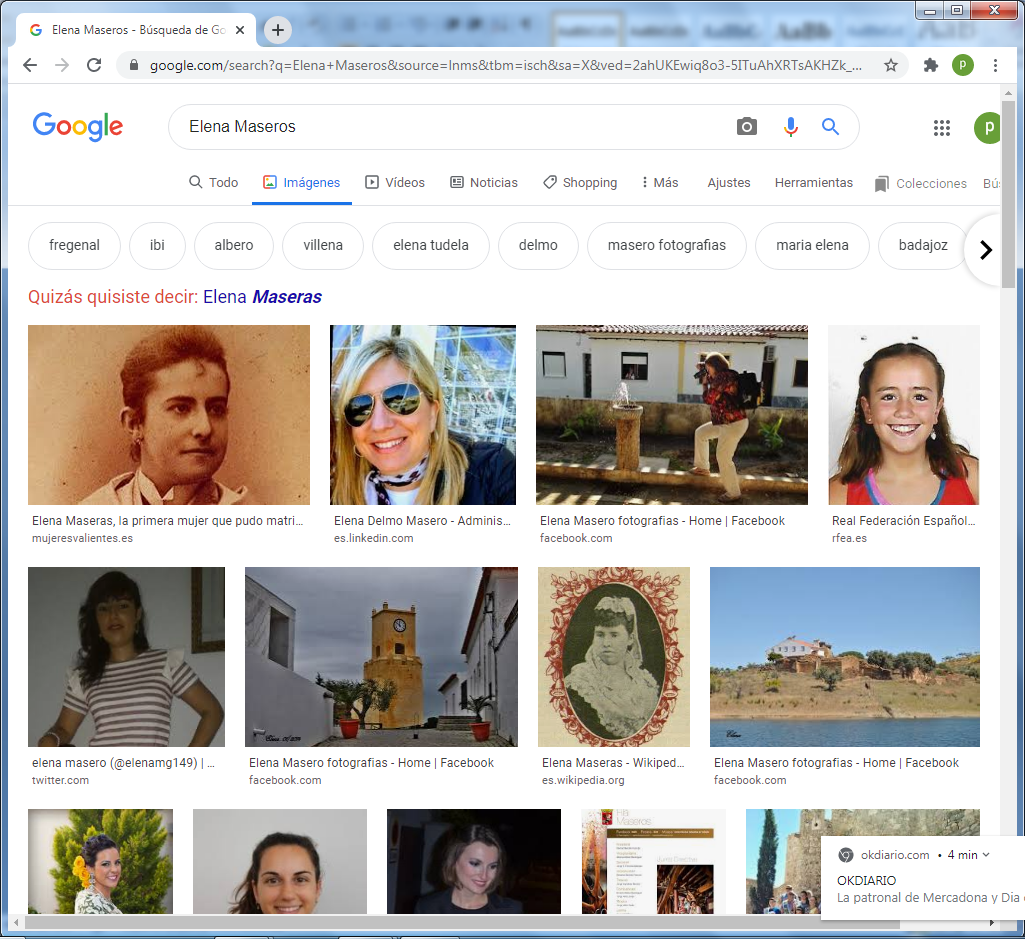 Elena Maseros - Búsqueda de Go
google.com/search?q=Elena+Maseros&source=lnms&tbm=isch&sa=X&ved=2ahUKEwiq8o3-5ITuAhXRTsAKHZk_...
p
Google
Elena Maseros
p
Todo
Imágenes
Vídeos
Noticias
Shopping
Más
Ajustes
Herramientas
Colecciones
Bús
fregenal
ibi
albero
villena
elena tudela
delmo
masero fotografias
maria elena
badajoz
Quizás quisiste decir: Elena Maseras
Elena Maseras, la primera mujer que pudo matri...
mujeresvalientes.es
Elena Delmo Masero - Adminis...
es.linkedin.com
Elena Masero fotografias - Home | Facebook
facebook.com
Real Federación Español...
rfea.es
elena masero (@elenamg149) | ...
twitter.com
Elena Masero fotografias - Home | Facebook
facebook.com
Elena Maseras - Wikiped...
es.wikipedia.org
Elena Masero fotografias - Home | Facebook
facebook.com
Maseros
okdiario.com • 4 min
OKDIARIO
La patronal de Mercadona y Dia